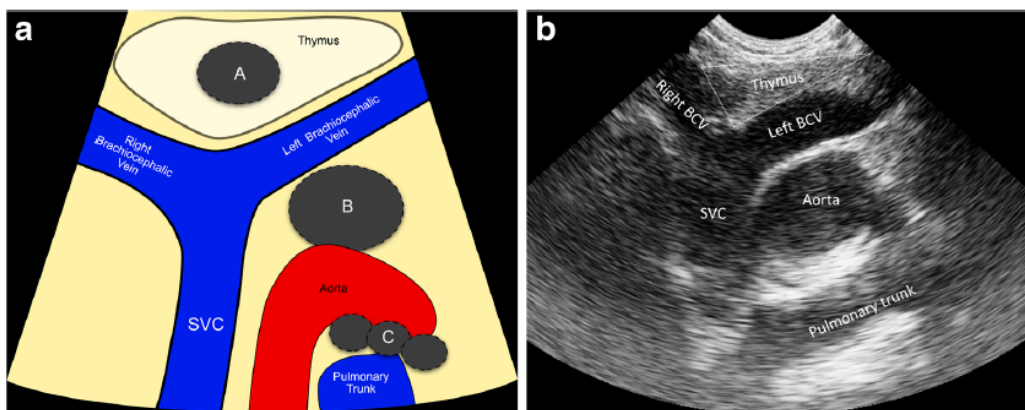 a
Thymus
A
Right
Brachiocephalic
Vein
Left Brachiocephalic
Vein
B
Aorta
SVC
C
Pulmonary
Trunk
b
Thymus
Right BCV
Left BCV
SVC
Aorta
Pulmonary trunk